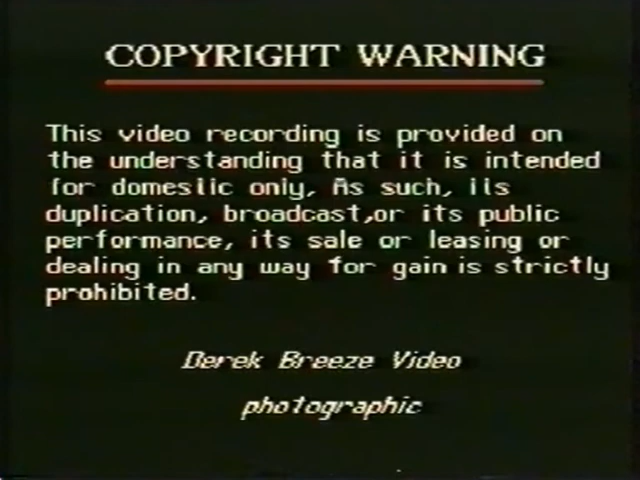 COPYRIGHT WARNING
This video recording is provided on
the understanding that it is intended
for domestic only, As such, its
duplication, broadcast,or its public
performance, its sale or leasing or
dealing in any way for gain is strictly
prohibited.
Derek Breeze Video
photographic